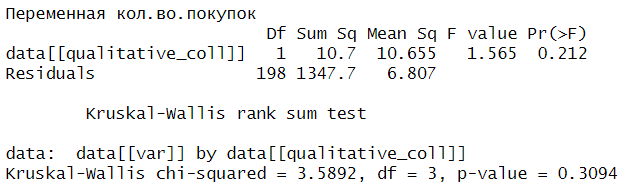 Переменная кол.во.покупок
Df Sum Sq Mean Sq F value Pr(>F)
data[[qualitative_coll]] 1 10.7 10.655 1.565 0.212
Residuals 198 1347.7 6.807
Kruskal-Wallis rank sum test
data: data[[var]] by data[[qualitative_coll]]
Kruskal-Wallis chi-squared = 3.5892, df = 3, p-value = 0.3094